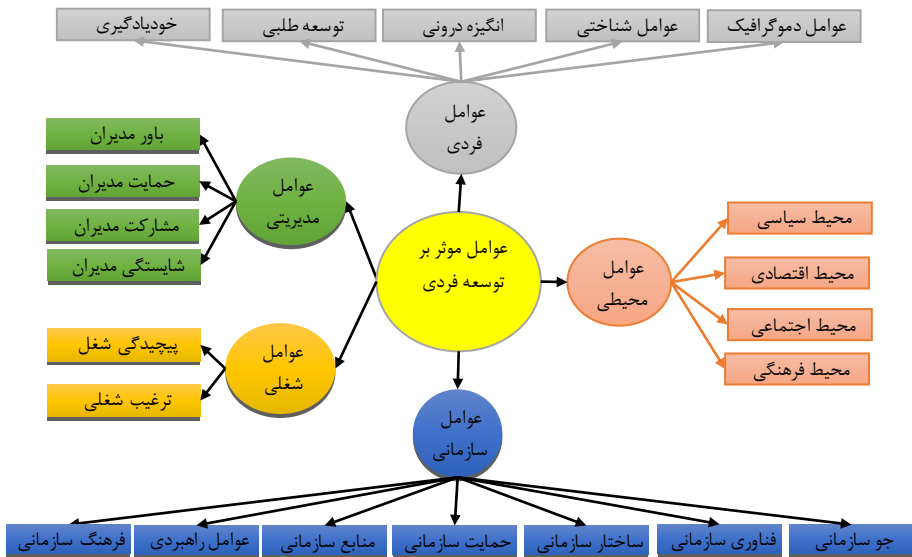 عوامل دموگرافیک
عوامل شناختی
انگیزه درونی
توسعه طلبی
خودیادگیری
عوامل
فردی
باور مدیران
حمایت مدیران
مشارکت مدیران
شایستگی مدیران
عوامل
مدیریتی
عوامل موثر بر
توسعه فردی
عوامل
محیطی
محیط سیاسی
محیط اقتصادی
محیط اجتماعی
محیط فرهنگی
پیچیدگی شغل
ترغیب شغلی
عوامل
شغلی
عوامل
سازمانی
جو سازمانی
فناوری سازمانی
ساختار سازمانی
حمایت سازمانی
منابع سازمانی
عوامل راهبردی
فرهنگ سازمانی